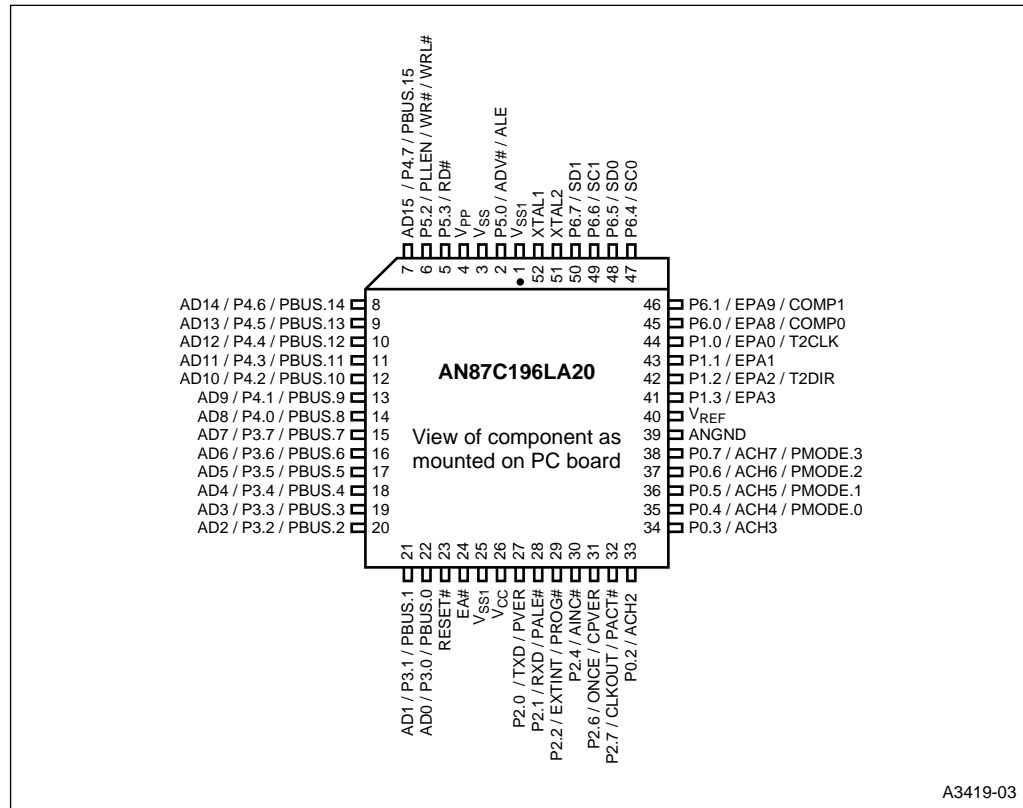 AD15 / P4.7 / PBUS.15
P5.2 / PLLEN / WR# / WRL#
P5.3 / RD#
VPP
VSS
P5.0 / ADV# / ALE
VSS1
XTAL1
XTAL2
P6.7 / SD1
P6.6 / SC1
P6.5 / SD0
P6.4 / SC0
7 6 5 4 3 2 1 52 51 50 49 48 47
AD14 / P4.6 / PBUS.14 8
AD13 / P4.5 / PBUS.13 9
AD12 / P4.4 / PBUS.12 10
AD11 / P4.3 / PBUS.11 11
AD10 / P4.2 / PBUS.10 12
AD9 / P4.1 / PBUS.9 13
AD8 / P4.0 / PBUS.8 14
AD7 / P3.7 / PBUS.7 15
AD6 / P3.6 / PBUS.6 16
AD5 / P3.5 / PBUS.5 17
AD4 / P3.4 / PBUS.4 18
AD3 / P3.3 / PBUS.3 19
AD2 / P3.2 / PBUS.2 20
AN87C196LA20
View of component as
mounted on PC board
46 P6.1 / EPA9 / COMP1
45 P6.0 / EPA8 / COMP0
44 P1.0 / EPA0 / T2CLK
43 P1.1 / EPA1
42 P1.2 / EPA2 / T2DIR
41 P1.3 / EPA3
40 VREF
39 ANGND
38 P0.7 / ACH7 / PMODE.3
37 P0.6 / ACH6 / PMODE.2
36 P0.5 / ACH5 / PMODE.1
35 P0.4 / ACH4 / PMODE.0
34 P0.3 / ACH3
21 22 23 24 25 26 27 28 29 30 31 32 33
AD1 / P3.1 / PBUS.1
AD0 / P3.0 / PBUS.0
RESET#
EA#
VSS1
VCC
P2.0 / TXD / PVER
P2.1 / RXD / PALE#
P2.2 / EXTINT / PROG#
P2.4 / AINC#
P2.6 / ONCE / CPVER
P2.7 / CLKOUT / PACT#
P0.2 / ACH2
A3419-03